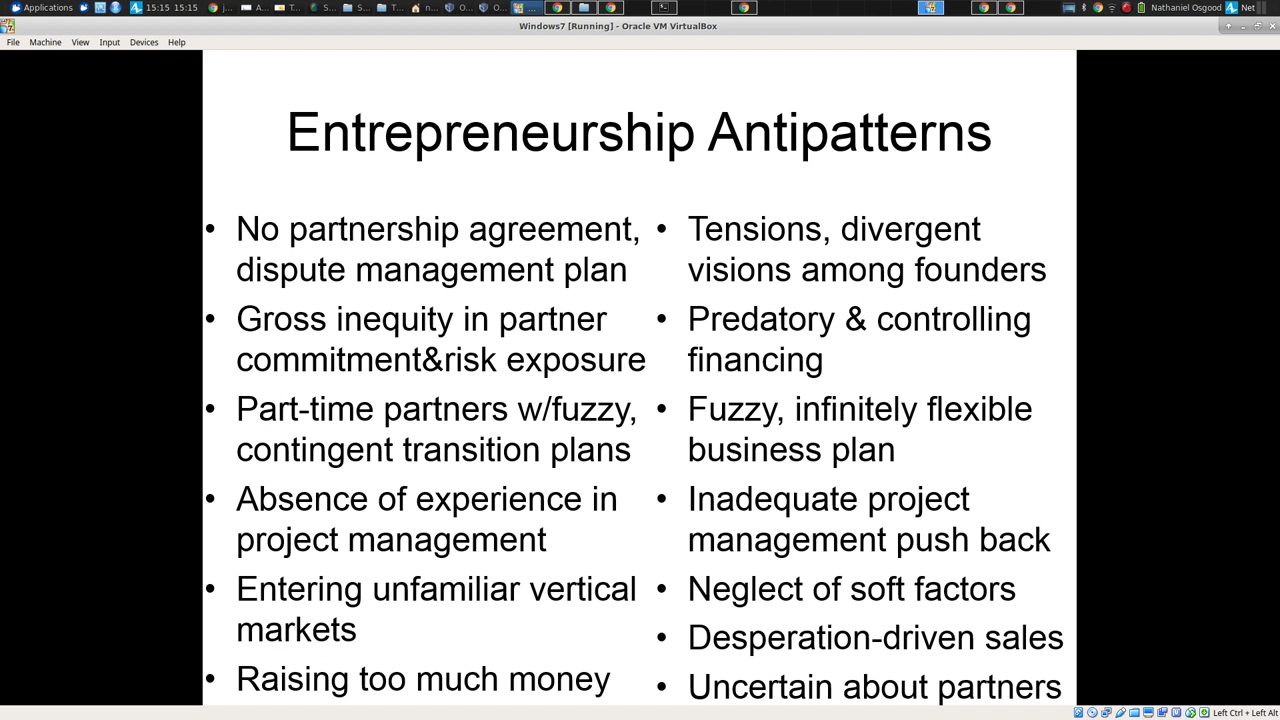 Applications
15:15 15:15
j...
A...
T...
S...
S...
T...
n...
O...
O...
...
Nathaniel Osgood
Net
Windows7 [Running] - Oracle VM VirtualBox
File Machine View Input Devices Help
Entrepreneurship Antipatterns
• No partnership agreement,
dispute management plan
• Gross inequity in partner
commitment&risk exposure
• Part-time partners w/fuzzy,
contingent transition plans
• Absence of experience in
project management
• Entering unfamiliar vertical
markets
• Raising too much money
• Tensions, divergent
visions among founders
• Predatory & controlling
financing
• Fuzzy, infinitely flexible
business plan
• Inadequate project
management push back
• Neglect of soft factors
• Desperation-driven sales
• Uncertain about partners
Left Ctrl + Left Alt